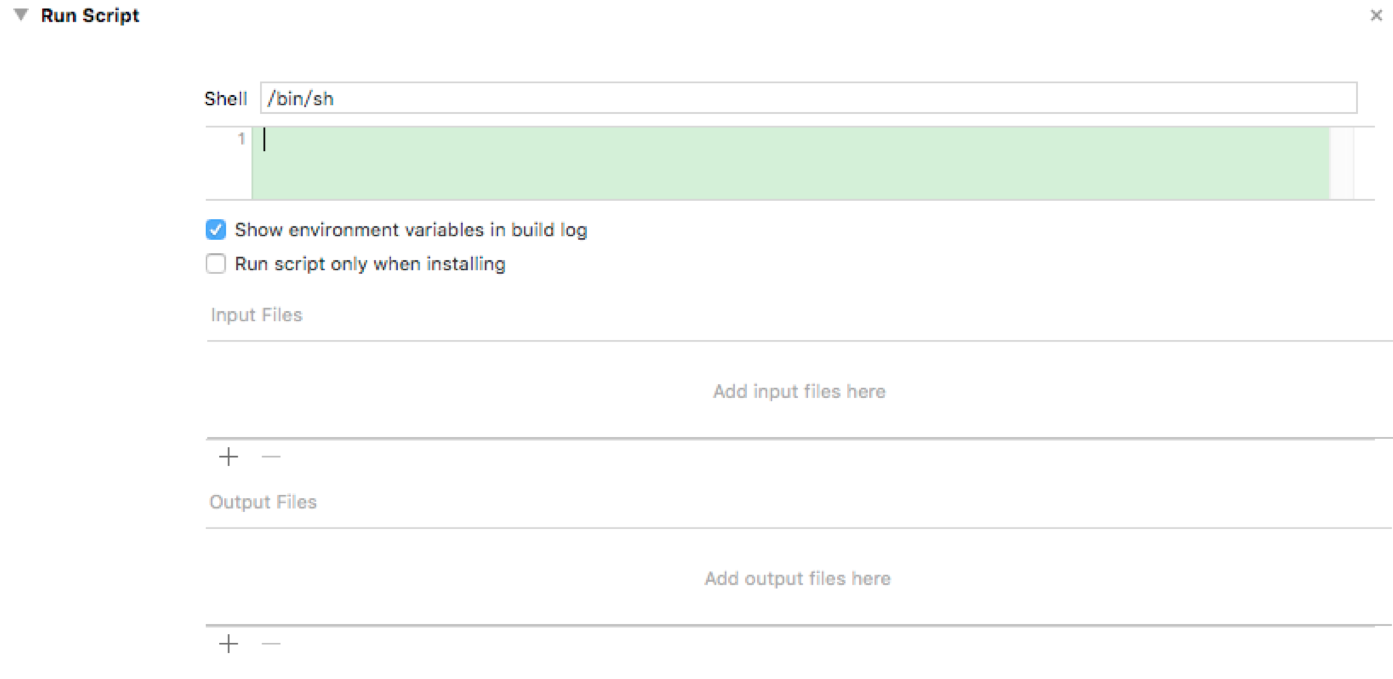 Run Script
Shell /bin/sh
1
Show environment variables in build log
Run script only when installing
Input Files
Add input files here
Output Files
Add output files here